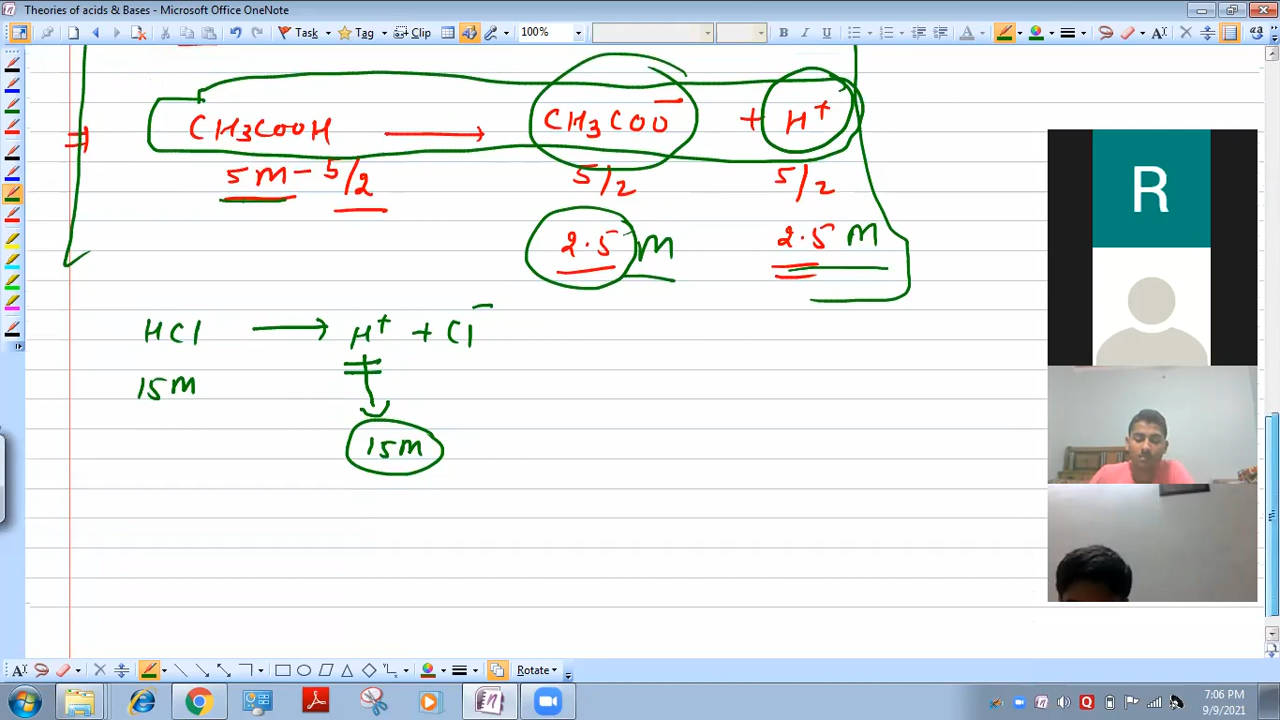 Theories of acids & Bases - Microsoft OneNote
Task Tag Clip 100% B I U
CH3COOH ⟶ CH3COO⁻ + H⁺
5M - 5/2 5/2 5/2
2.5 M 2.5 M
HCl ⟶ H⁺ + Cl⁻
15M
15M
R
Rotate
7:06 PM
9/9/2021